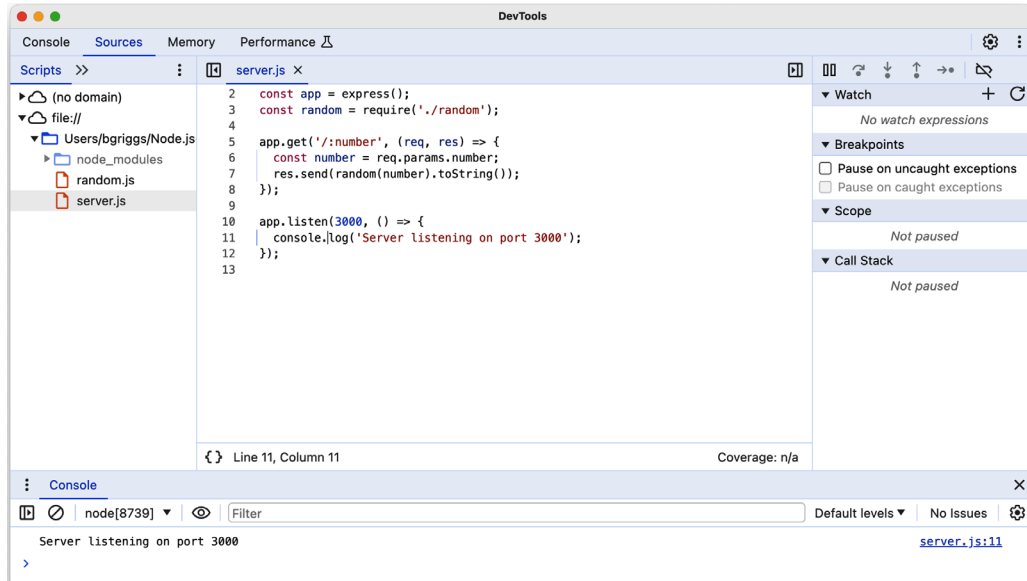 DevTools
Console Sources Memory Performance
Scripts
server.js ×
(no domain)
file://
Users/bgriggs/Node.js
node_modules
random.js
server.js
2 const app = express();
3 const random = require('./random');
4
5 app.get('/:number', (req, res) => {
6 const number = req.params.number;
7 res.send(random(number).toString());
8 });
9
10 app.listen(3000, () => {
11 console.log('Server listening on port 3000');
12 });
13
{} Line 11, Column 11
Coverage: n/a
Watch
No watch expressions
Breakpoints
Pause on uncaught exceptions
Pause on caught exceptions
Scope
Not paused
Call Stack
Not paused
Console
node[8739]
Filter
Default levels
No Issues
Server listening on port 3000
server.js:11